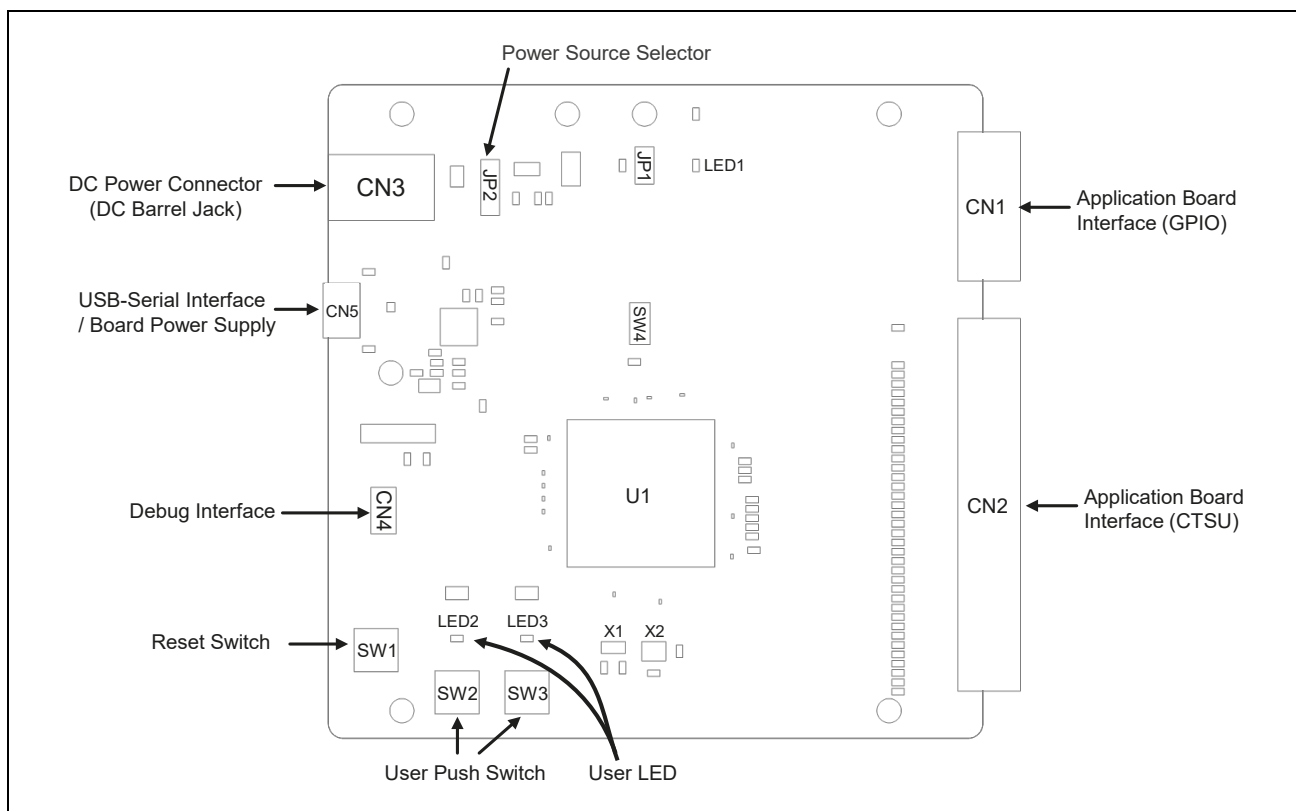 Power Source Selector
DC Power Connector
(DC Barrel Jack)
CN3
JP2
JP1
LED1
CN1
Application Board
Interface (GPIO)
USB-Serial Interface
/ Board Power Supply
CN5
SW4
U1
Debug Interface
CN4
CN2
Application Board
Interface (CTSU)
LED2
LED3
X1
X2
Reset Switch
SW1
SW2
SW3
User Push Switch
User LED